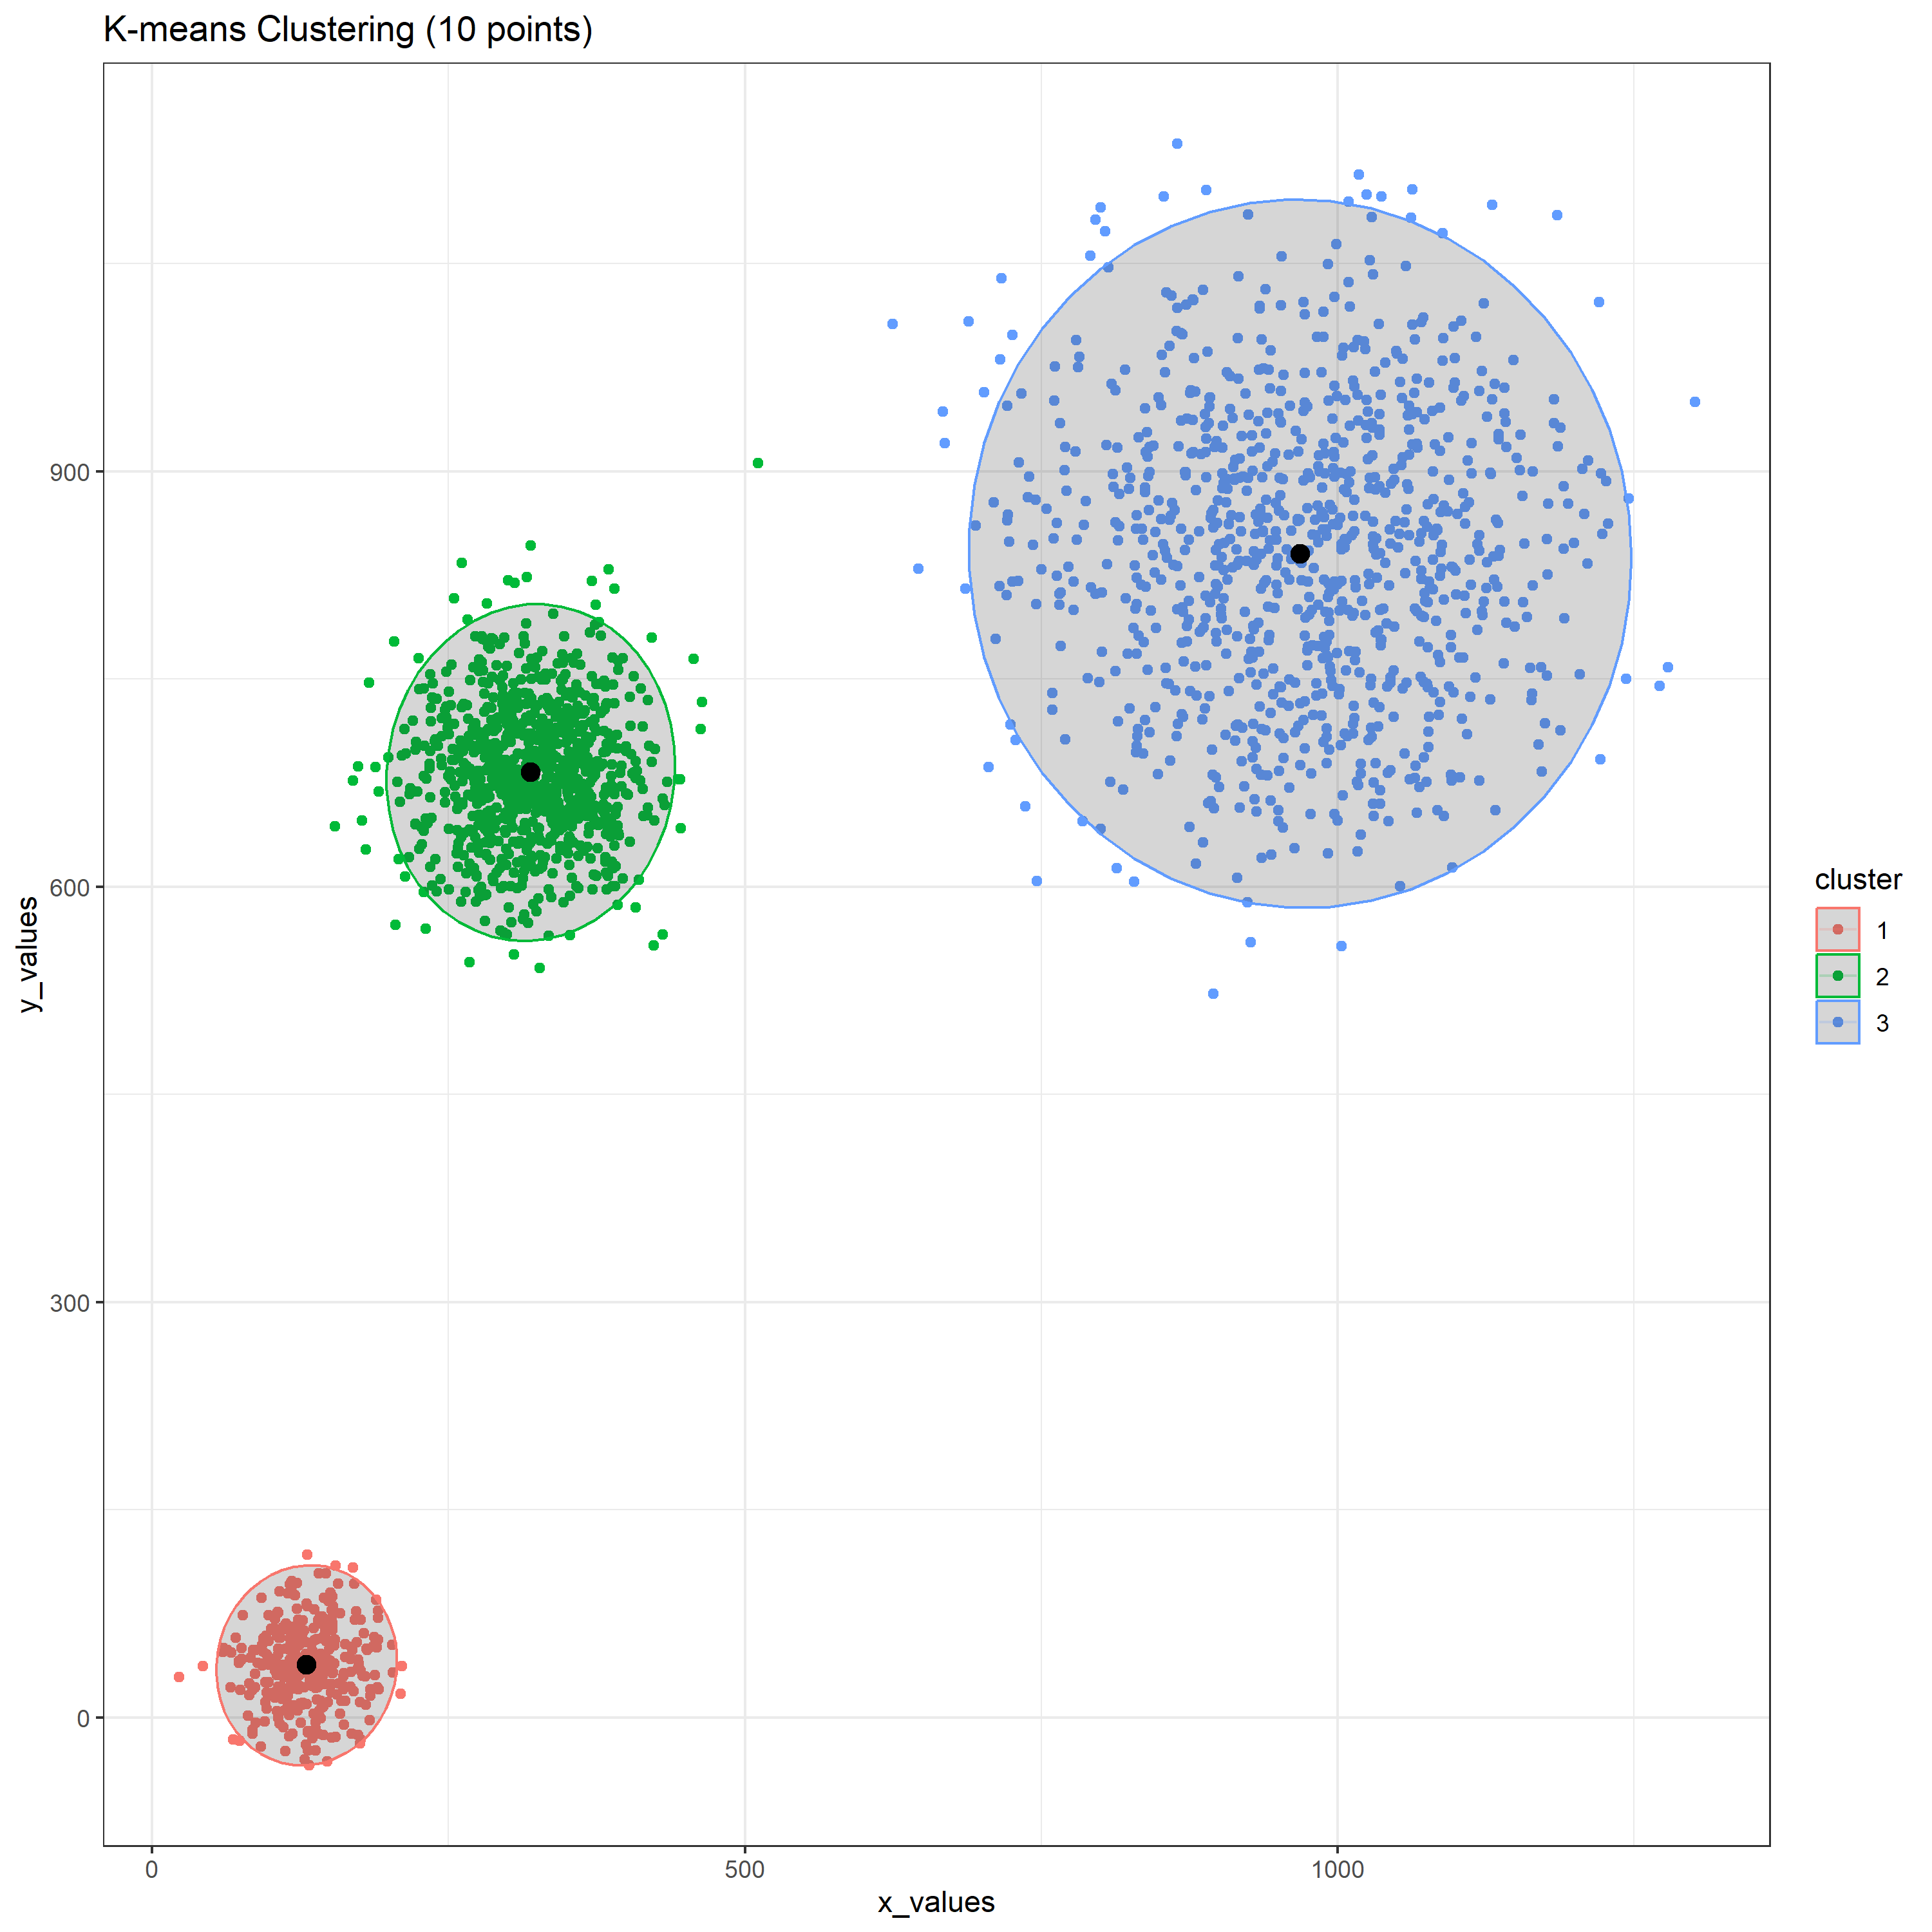 K-means Clustering (10 points)
900
600
300
0
y_values
0
500
1000
x_values
cluster
1
2
3